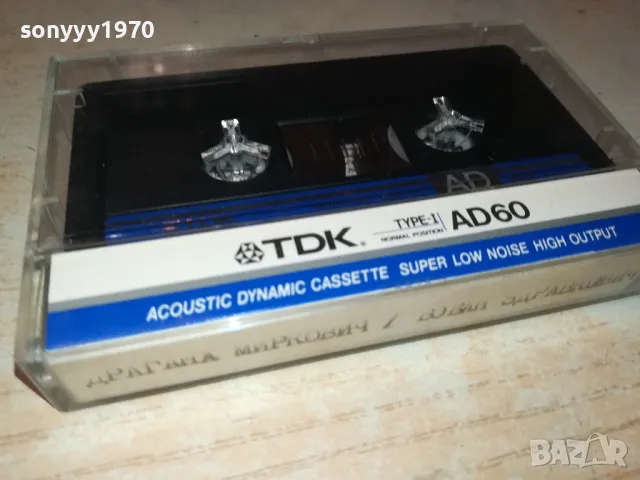 sonyyy1970
AD
TDK. TYPE-I NORMAL POSITION AD60
ACOUSTIC DYNAMIC CASSETTE SUPER LOW NOISE HIGH OUTPUT
ДРАГАНА МИРКОВИЧ /
BAZAR
.bg